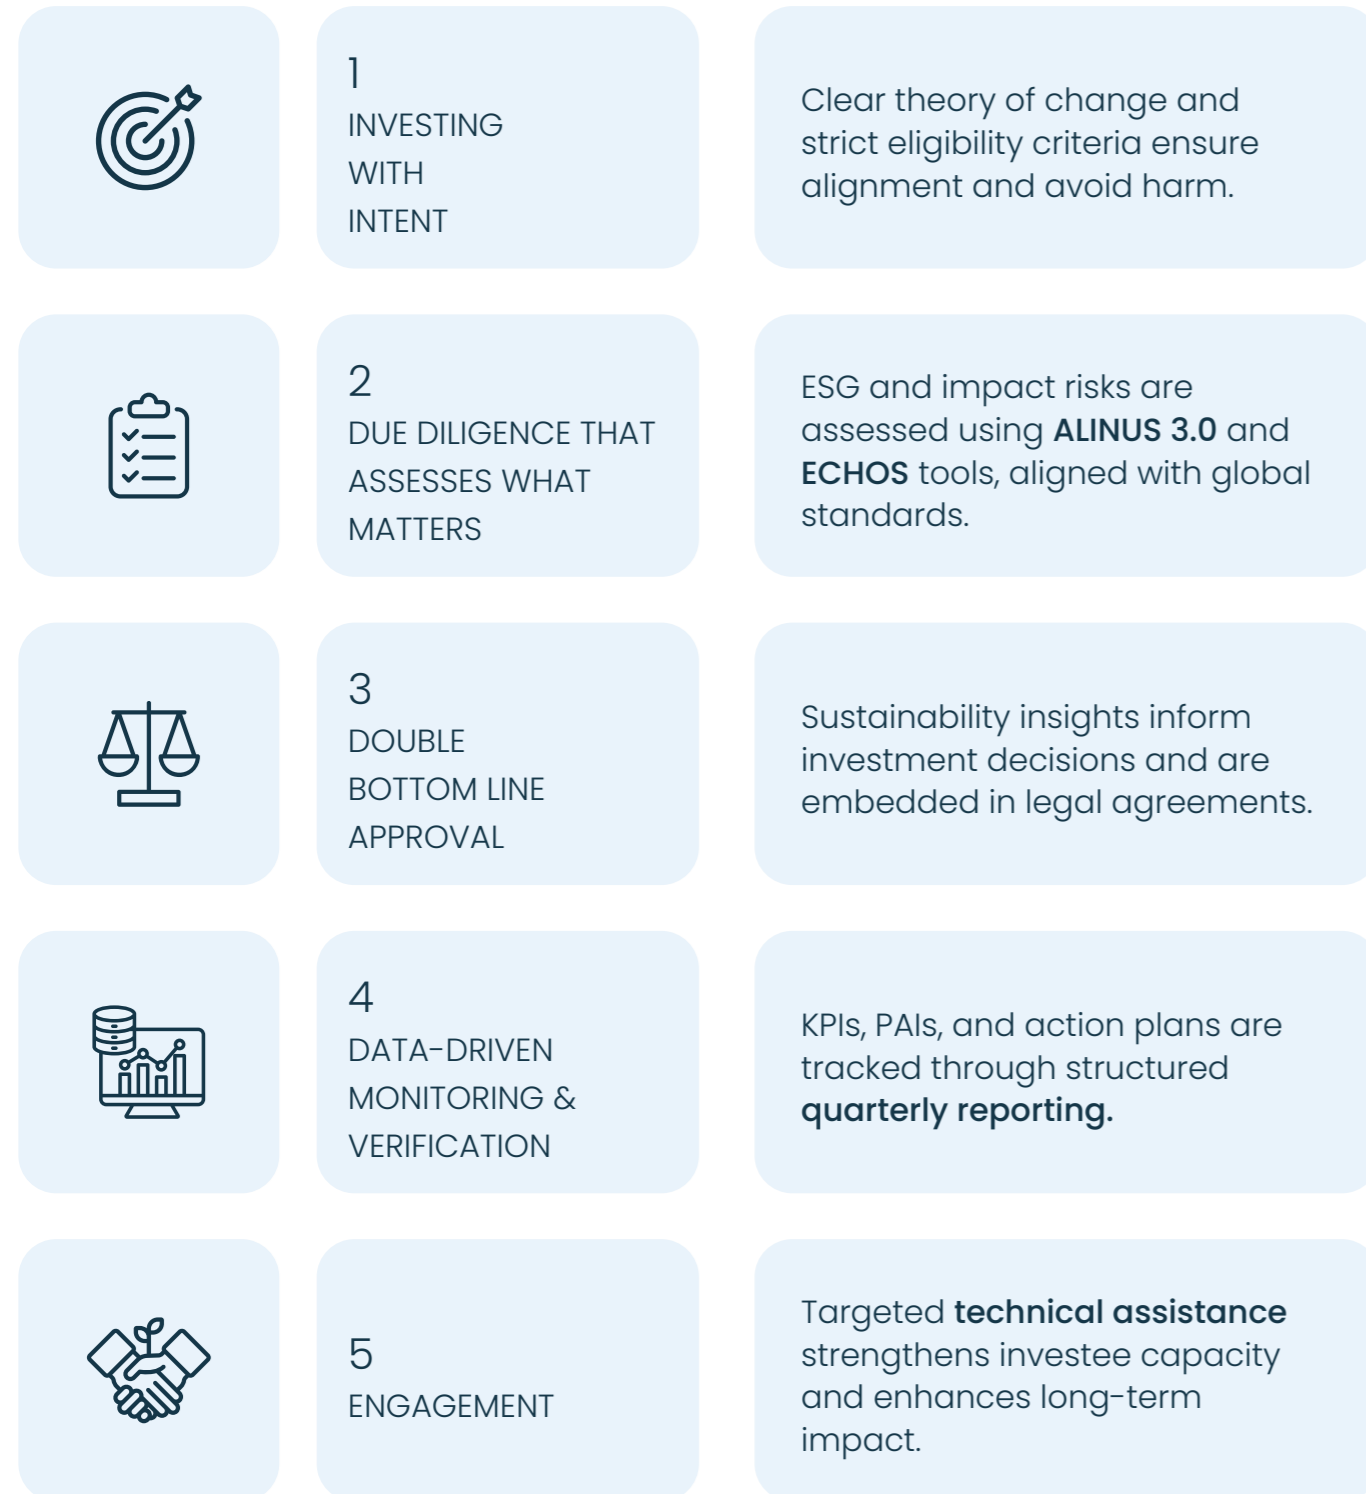 1
INVESTING
WITH
INTENT
Clear theory of change and
strict eligibility criteria ensure
alignment and avoid harm.
2
DUE DILIGENCE THAT
ASSESSES WHAT
MATTERS
ESG and impact risks are
assessed using ALINUS 3.0 and
ECHOS tools, aligned with global
standards.
3
DOUBLE
BOTTOM LINE
APPROVAL
Sustainability insights inform
investment decisions and are
embedded in legal agreements.
4
DATA-DRIVEN
MONITORING &
VERIFICATION
KPIs, PAIs, and action plans are
tracked through structured
quarterly reporting.
5
ENGAGEMENT
Targeted technical assistance
strengthens investee capacity
and enhances long-term
impact.